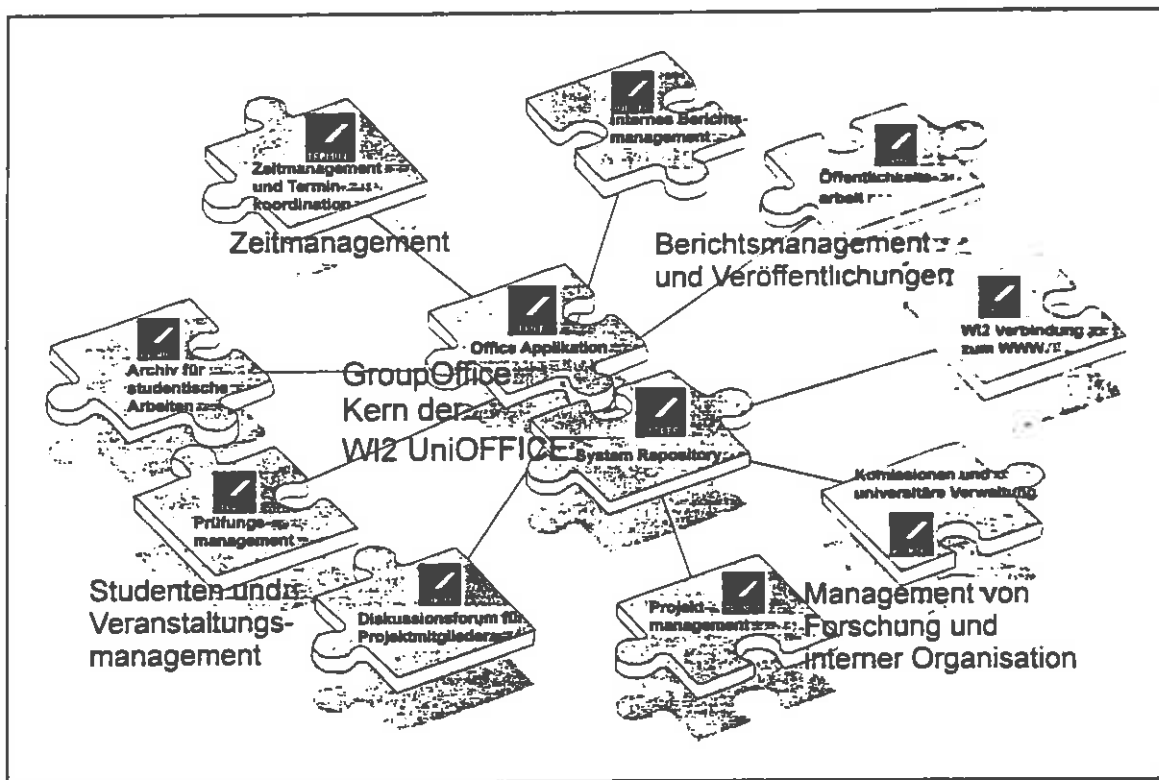 Internes Berichts-
management
Zeitmanagement
und Termin-
koordination
Öffentlichkeits-
arbeit
Zeitmanagement
Berichtsmanagement
und Veröffentlichungen
WI2 Verbindung
zum WWW
Office Applikation
Archiv für
studentische
Arbeiten
GroupOffice
Kern der
WI2 UniOFFICE
System Repository
Komissionen und
universitäre Verwaltung
Prüfungs-
management
Studenten und
Veranstaltungs-
management
Diskussionsforum für
Projektmitglieder
Projekt-
management
Management von
Forschung und
interner Organisation